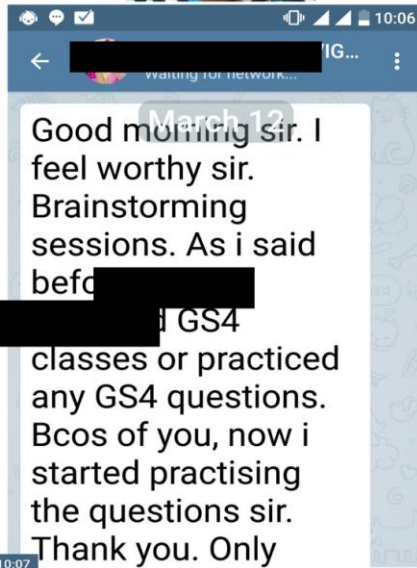 10:06
/IG...
Waiting for network...
March 12
Good morning sir. I
feel worthy sir.
Brainstorming
sessions. As i said
GS4
classes or practiced
any GS4 questions.
Bcos of you, now i
started practising
the questions sir.
Thank you. Only
10:07